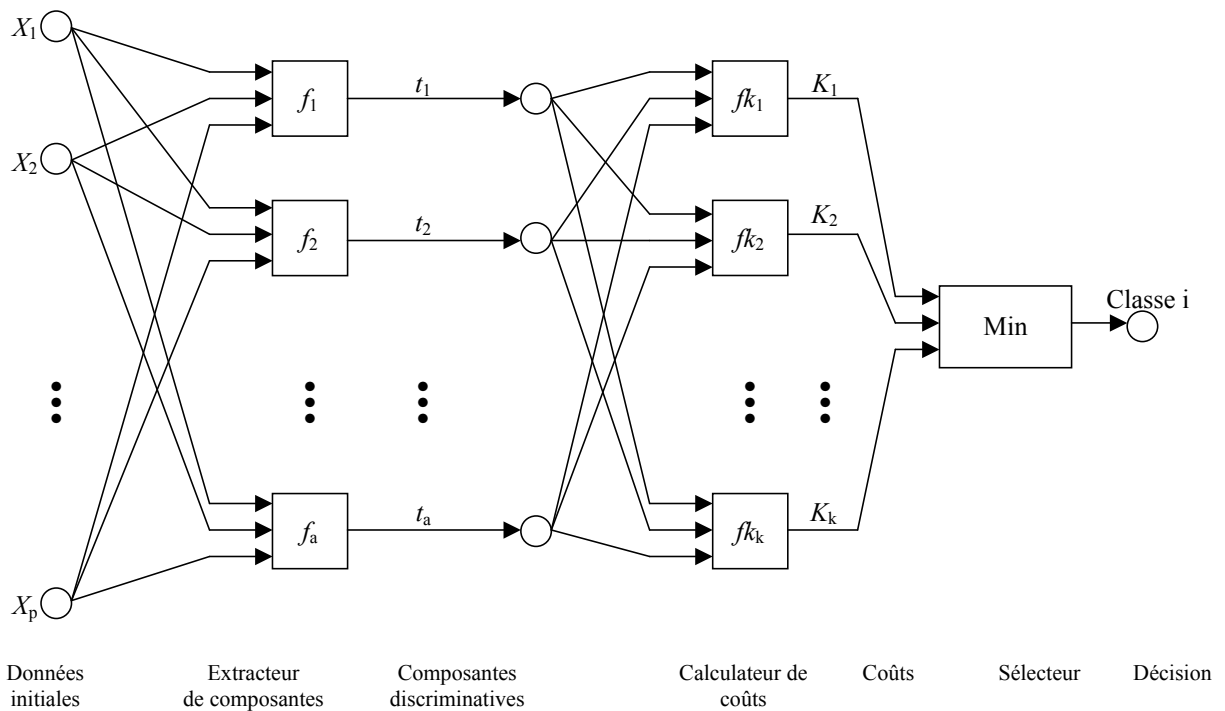 X1
f1
t1
fk1
K1
X2
f2
t2
fk2
K2
Classe i
Min
fa
ta
fkk
Kk
Xp
Données initiales
Extracteur de composantes
Composantes discriminatives
Calculateur de coûts
Coûts
Sélecteur
Décision